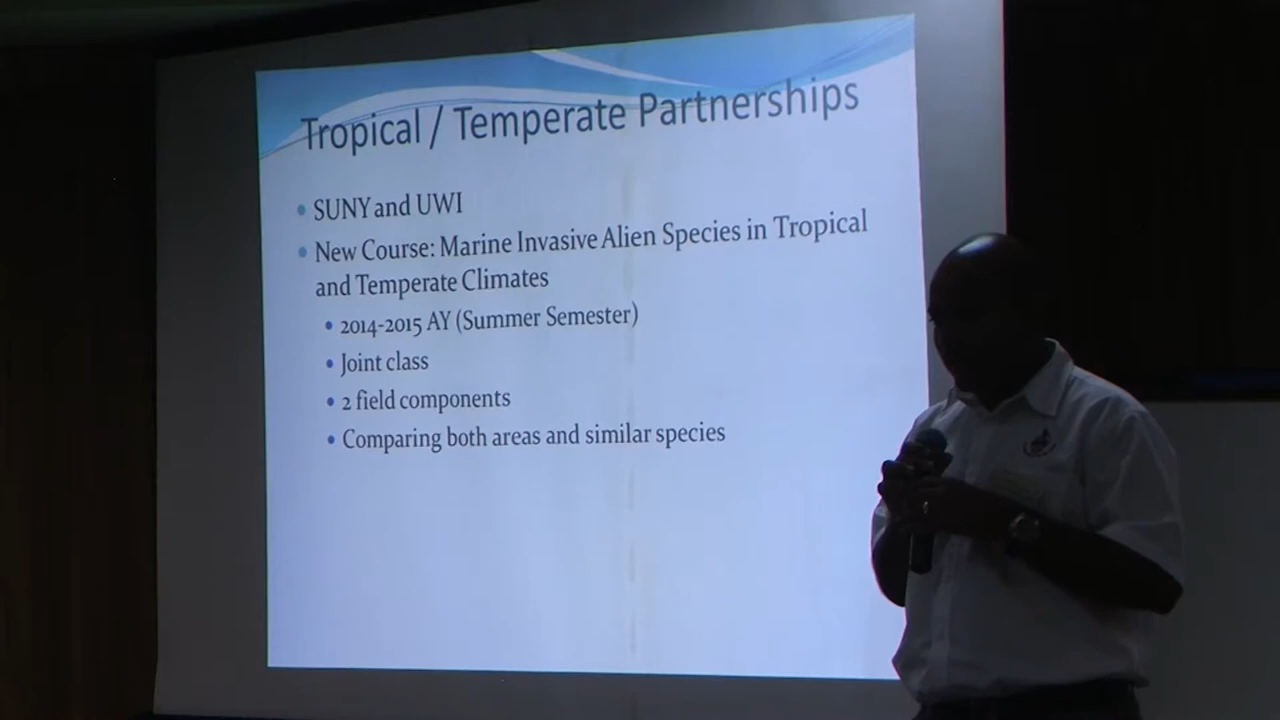 Tropical / Temperate Partnerships
• SUNY and UWI
• New Course: Marine Invasive Alien Species in Tropical
and Temperate Climates
• 2014-2015 AY (Summer Semester)
• Joint class
• 2 field components
• Comparing both areas and similar species